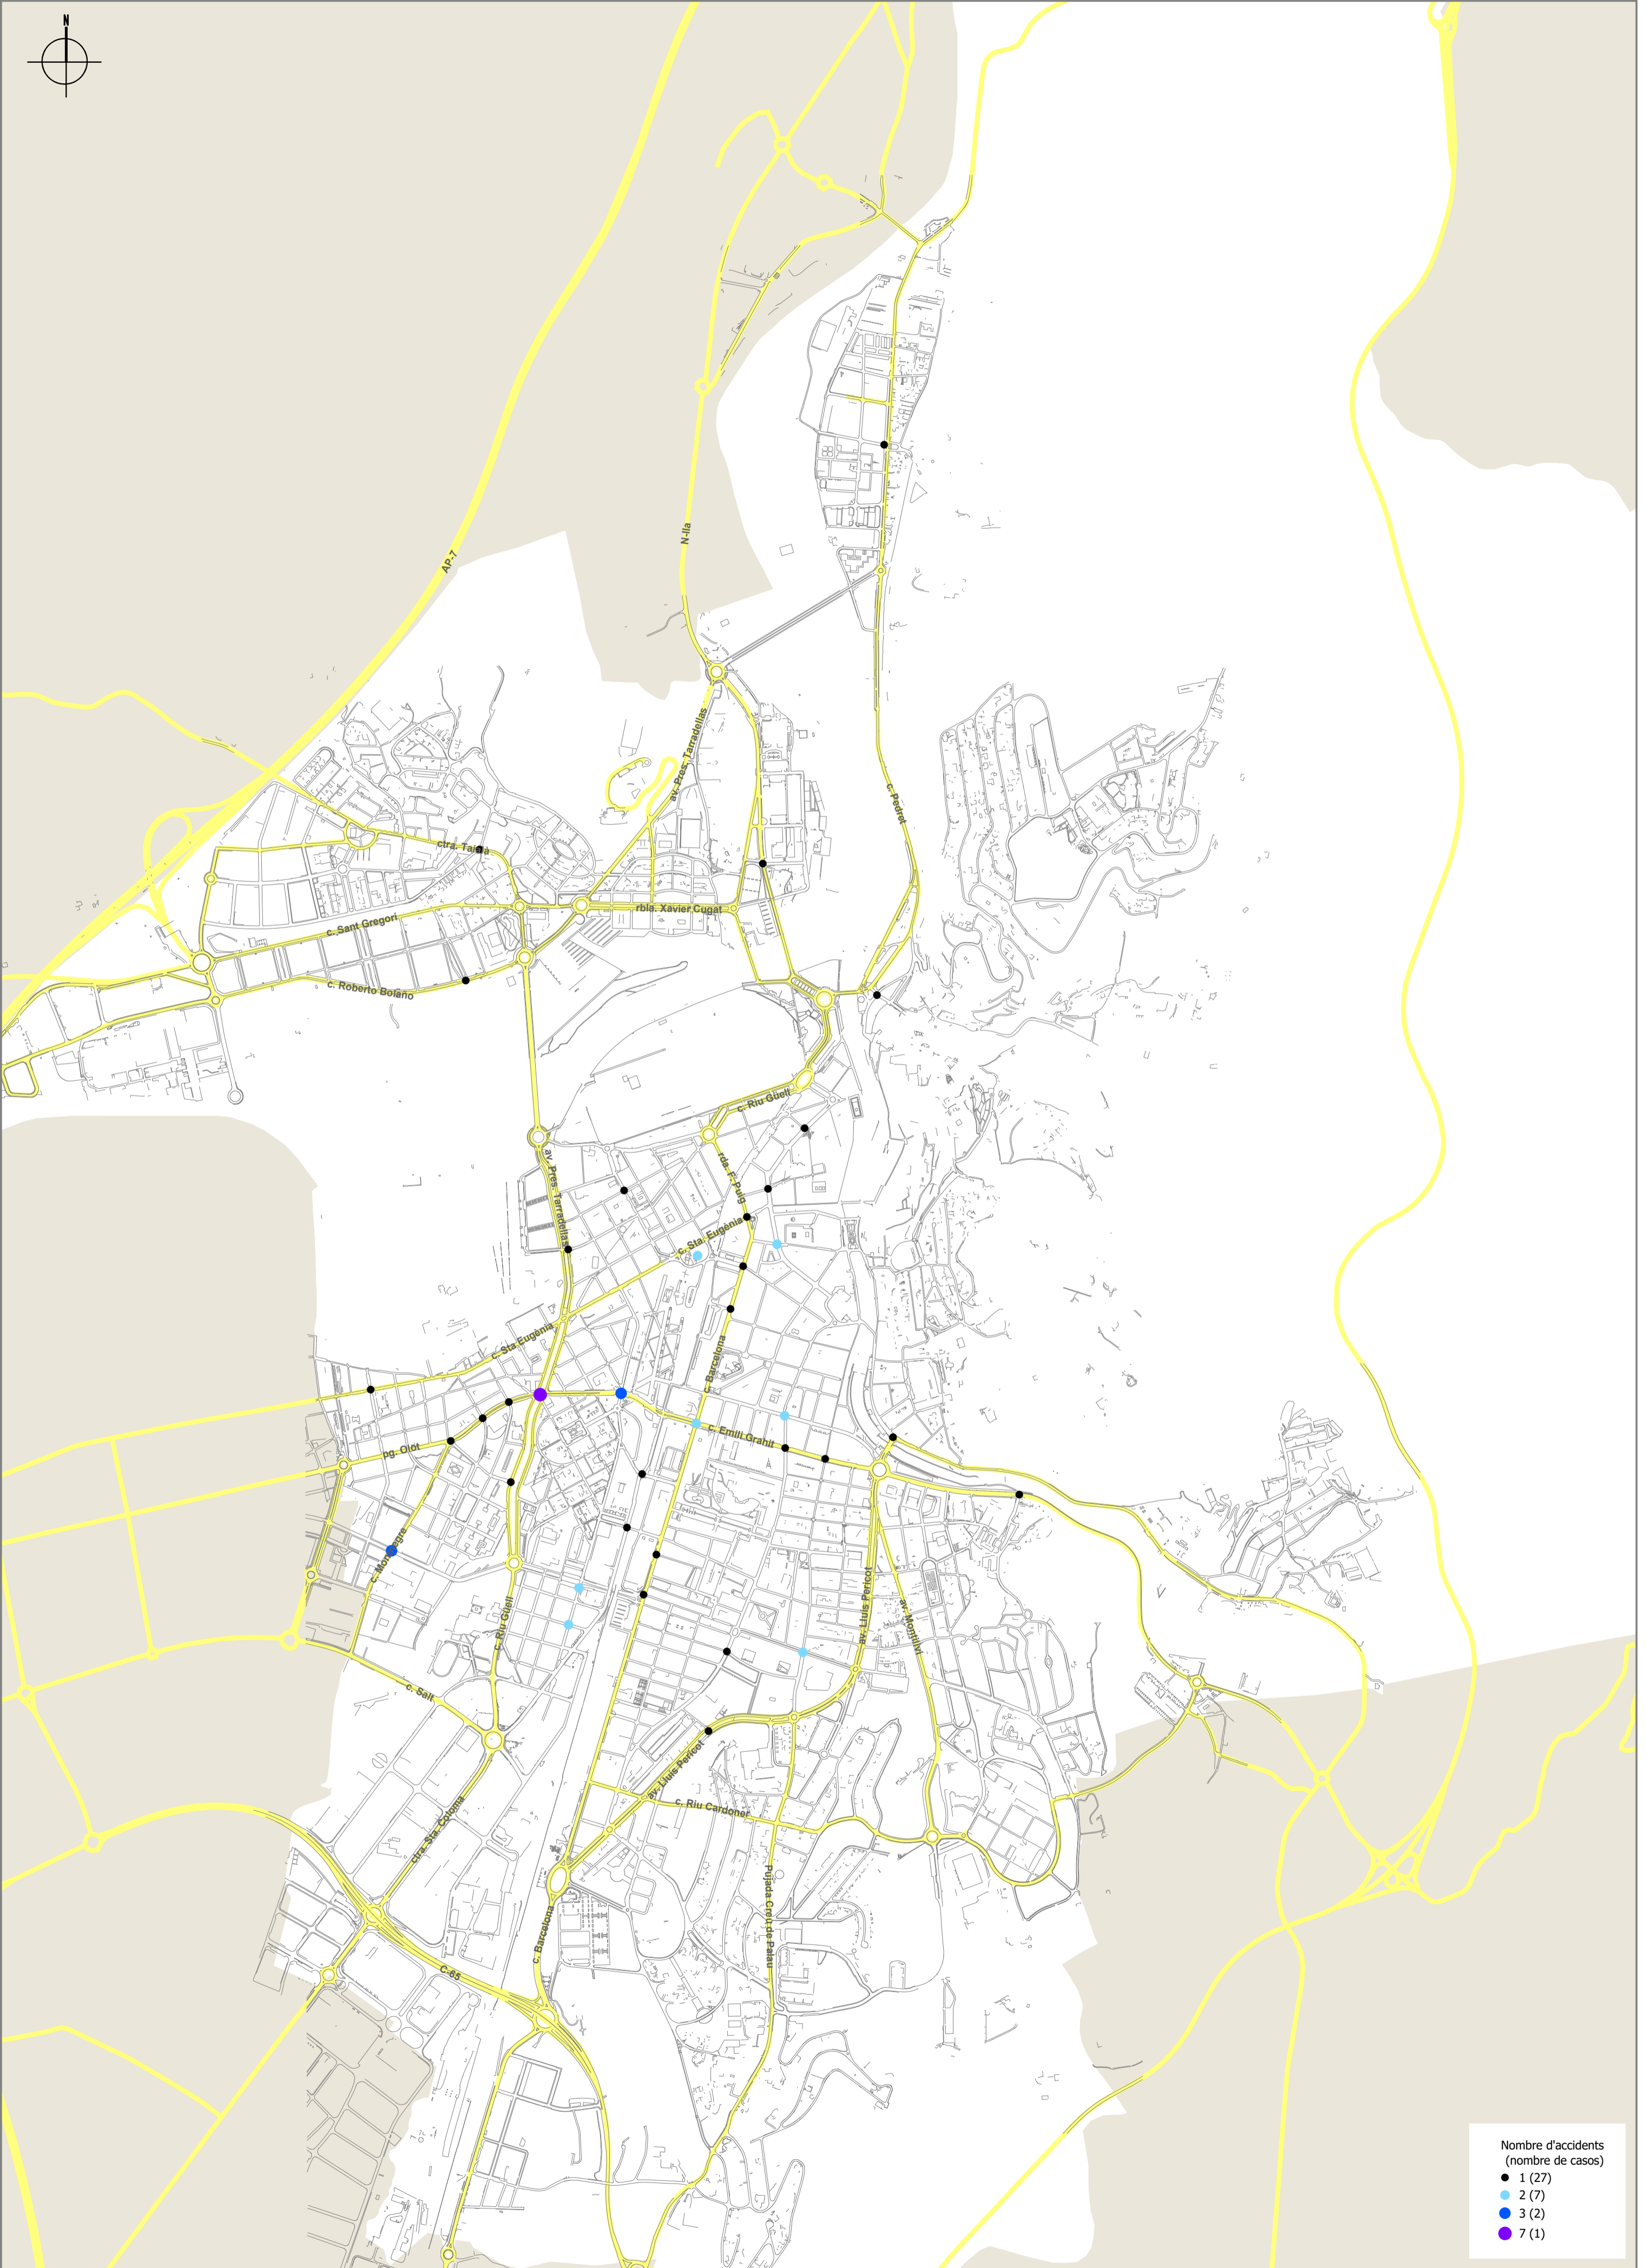 N
N-IIa
AP-7
av. Pres. Tarradellas
c. Pedret
ctra. Taialà
rbla. Xavier Cugat
c. Sant Gregori
c. Roberto Bolaño
c. Riu Güell
av. Pres. Tarradellas
rda. F. Puig
c. Sta. Eugènia
c. Sta Eugènia
c. Barcelona
c. Emili Grahit
pg. Olot
c. Montnegre
c. Riu Güell
av. Lluís Pericot
av. Montilivi
c. Salt
av. Lluís Pericot
c. Riu Cardoner
ctra. Sta. Coloma
Pujada Creu de Palau
c. Barcelona
C-65
Nombre d'accidents
(nombre de casos)
1 (27)
2 (7)
3 (2)
7 (1)